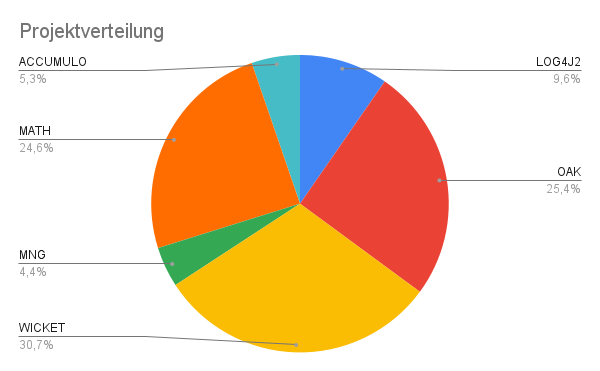 Projektverteilung
ACCUMULO
5,3%
LOG4J2
9,6%
MATH
24,6%
OAK
25,4%
MNG
4,4%
WICKET
30,7%